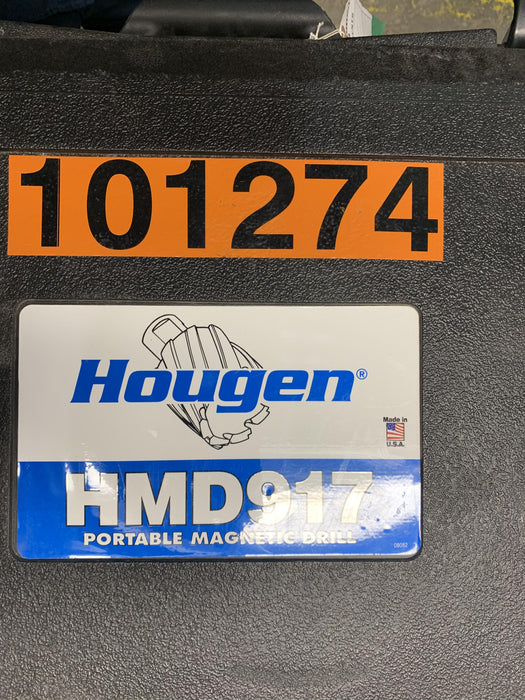 101274
Hougen®
Made in
U.S.A.
HMD917
PORTABLE MAGNETIC DRILL